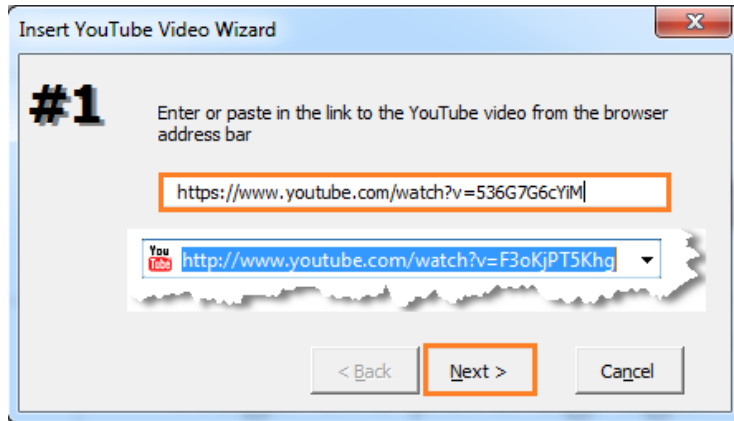 Insert YouTube Video Wizard
x
#1
Enter or paste in the link to the YouTube video from the browser
address bar
https://www.youtube.com/watch?v=536G7G6cYiM
You
Tube
http://www.youtube.com/watch?v=F3oKjPT5Khg
< Back
Next >
Cancel